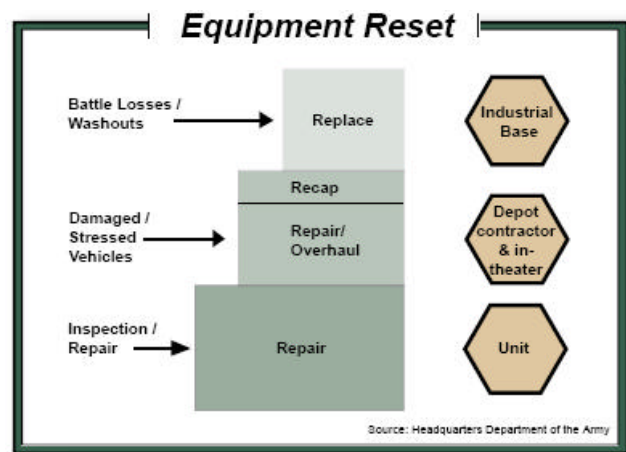 Equipment Reset
Battle Losses /
Washouts
Replace
Industrial
Base
Recap
Damaged /
Stressed
Vehicles
Repair/
Overhaul
Depot
contractor
& in-
theater
Inspection /
Repair
Repair
Unit
Source: Headquarters Department of the Army